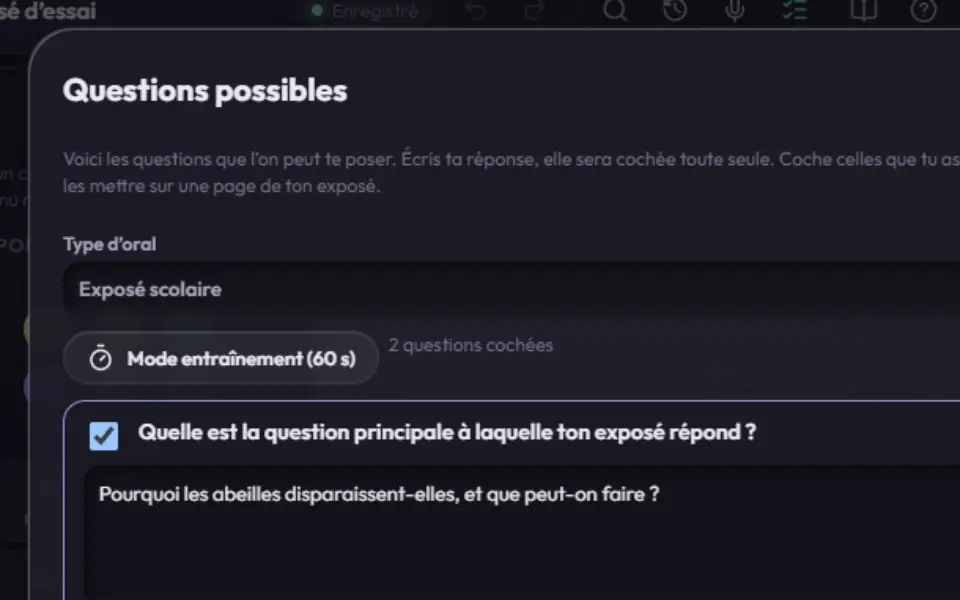 sé d'essai
Enregistré
Questions possibles
Voici les questions que l'on peut te poser. Écris ta réponse, elle sera cochée toute seule. Coche celles que tu as
les mettre sur une page de ton exposé.
Type d'oral
Exposé scolaire
Mode entraînement (60 s)
2 questions cochées
Quelle est la question principale à laquelle ton exposé répond ?
Pourquoi les abeilles disparaissent-elles, et que peut-on faire ?